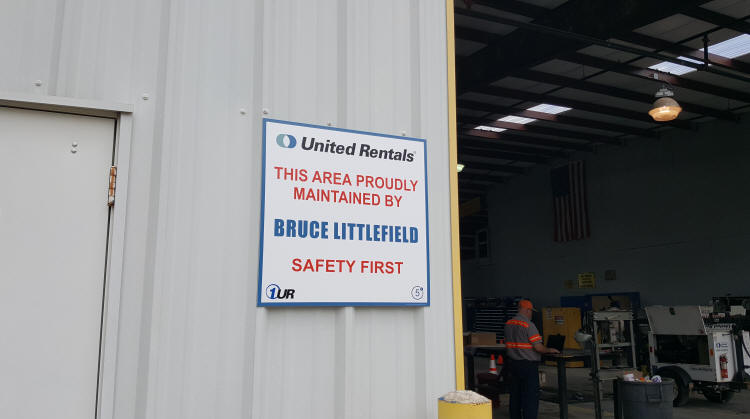 United Rentals
THIS AREA PROUDLY
MAINTAINED BY
BRUCE LITTLEFIELD
SAFETY FIRST
1UR
5